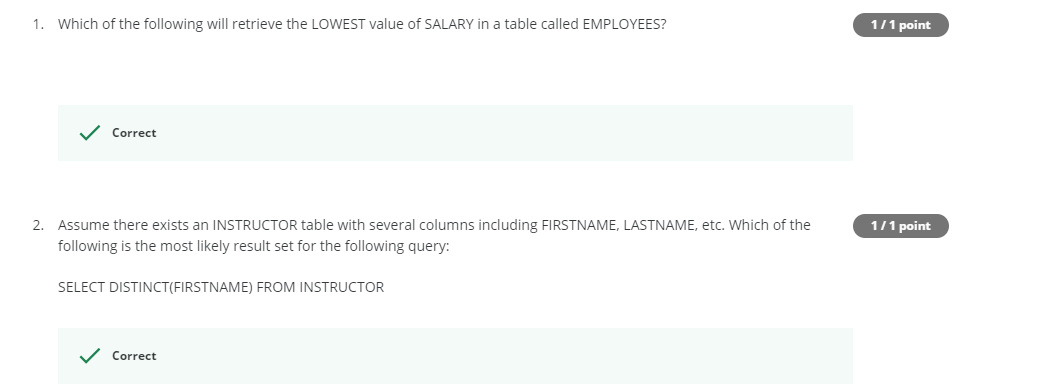 1. Which of the following will retrieve the LOWEST value of SALARY in a table called EMPLOYEES?
1 / 1 point
Correct
2. Assume there exists an INSTRUCTOR table with several columns including FIRSTNAME, LASTNAME, etc. Which of the
1 / 1 point
following is the most likely result set for the following query:
SELECT DISTINCT(FIRSTNAME) FROM INSTRUCTOR
Correct